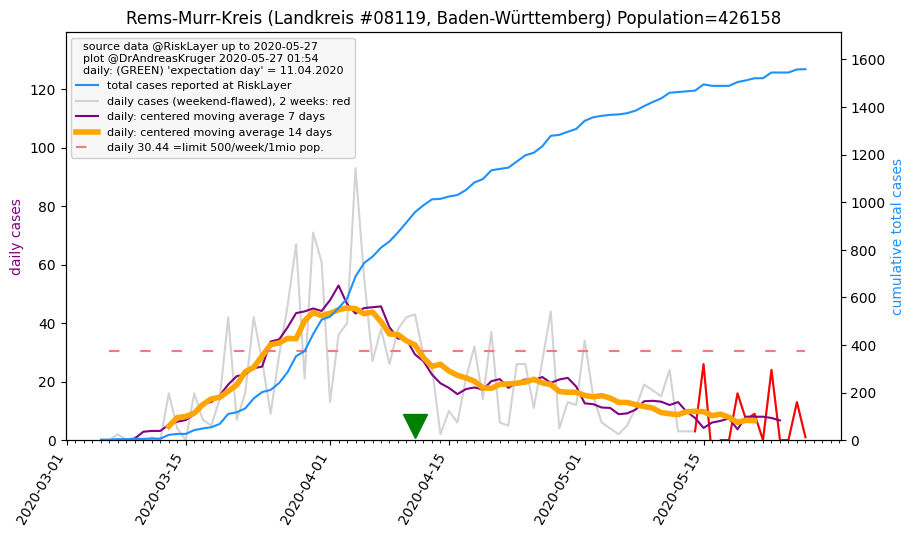 Rems-Murr-Kreis (Landkreis #08119, Baden-Württemberg) Population=426158
source data @RiskLayer up to 2020-05-27
plot @DrAndreasKruger 2020-05-27 01:54
daily: (GREEN) 'expectation day' = 11.04.2020
total cases reported at RiskLayer
daily cases (weekend-flawed), 2 weeks: red
daily: centered moving average 7 days
daily: centered moving average 14 days
daily 30.44 =limit 500/week/1mio pop.
daily cases
120
100
80
60
40
20
0
1600
1400
1200
1000
800
600
400
200
0
cumulative total cases
2020-03-01
2020-03-15
2020-04-01
2020-04-15
2020-05-01
2020-05-15